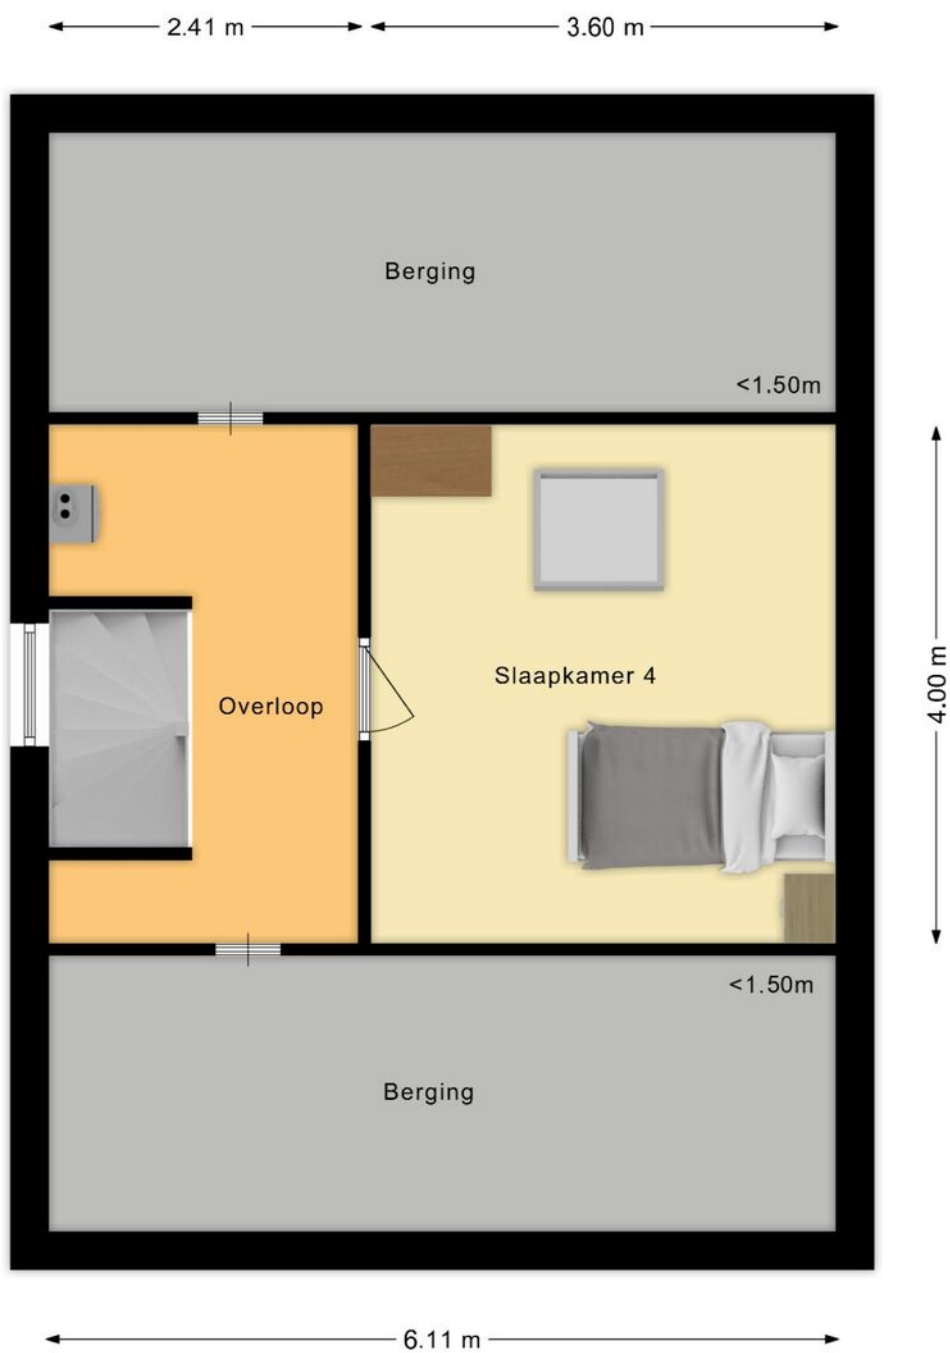 2.41 m
3.60 m
Berging
<1.50m
Slaapkamer 4
Overloop
4.00 m
<1.50m
Berging
6.11 m